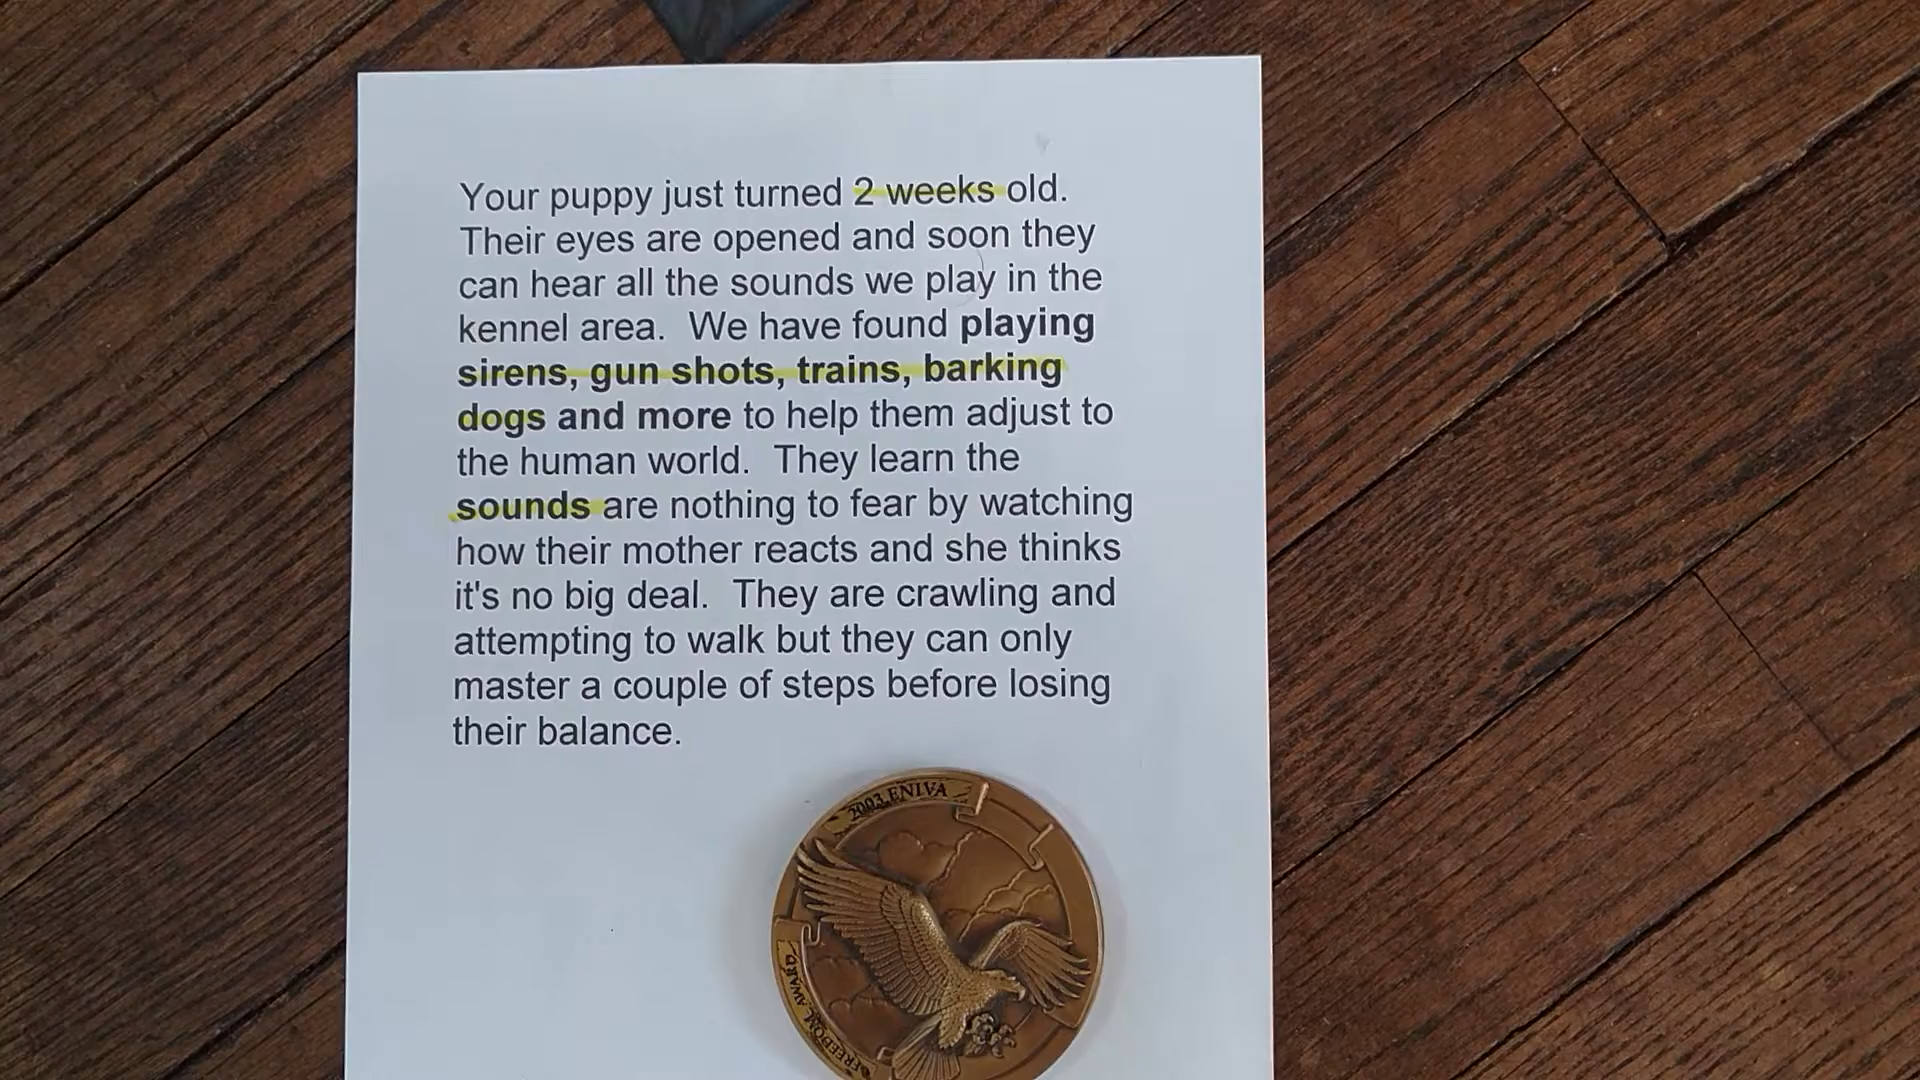 Your puppy just turned 2 weeks old.
Their eyes are opened and soon they
can hear all the sounds we play in the
kennel area. We have found playing
sirens, gun shots, trains, barking
dogs and more to help them adjust to
the human world. They learn the
sounds are nothing to fear by watching
how their mother reacts and she thinks
it's no big deal. They are crawling and
attempting to walk but they can only
master a couple of steps before losing
their balance.
2003 ENIVA
FREEDOM AWARD